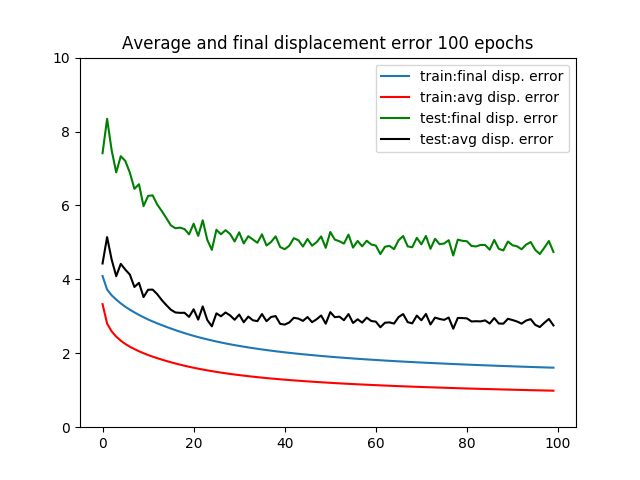 Average and final displacement error 100 epochs
train:final disp. error
train:avg disp. error
test:final disp. error
test:avg disp. error
10
8
6
4
2
0
0 20 40 60 80 100